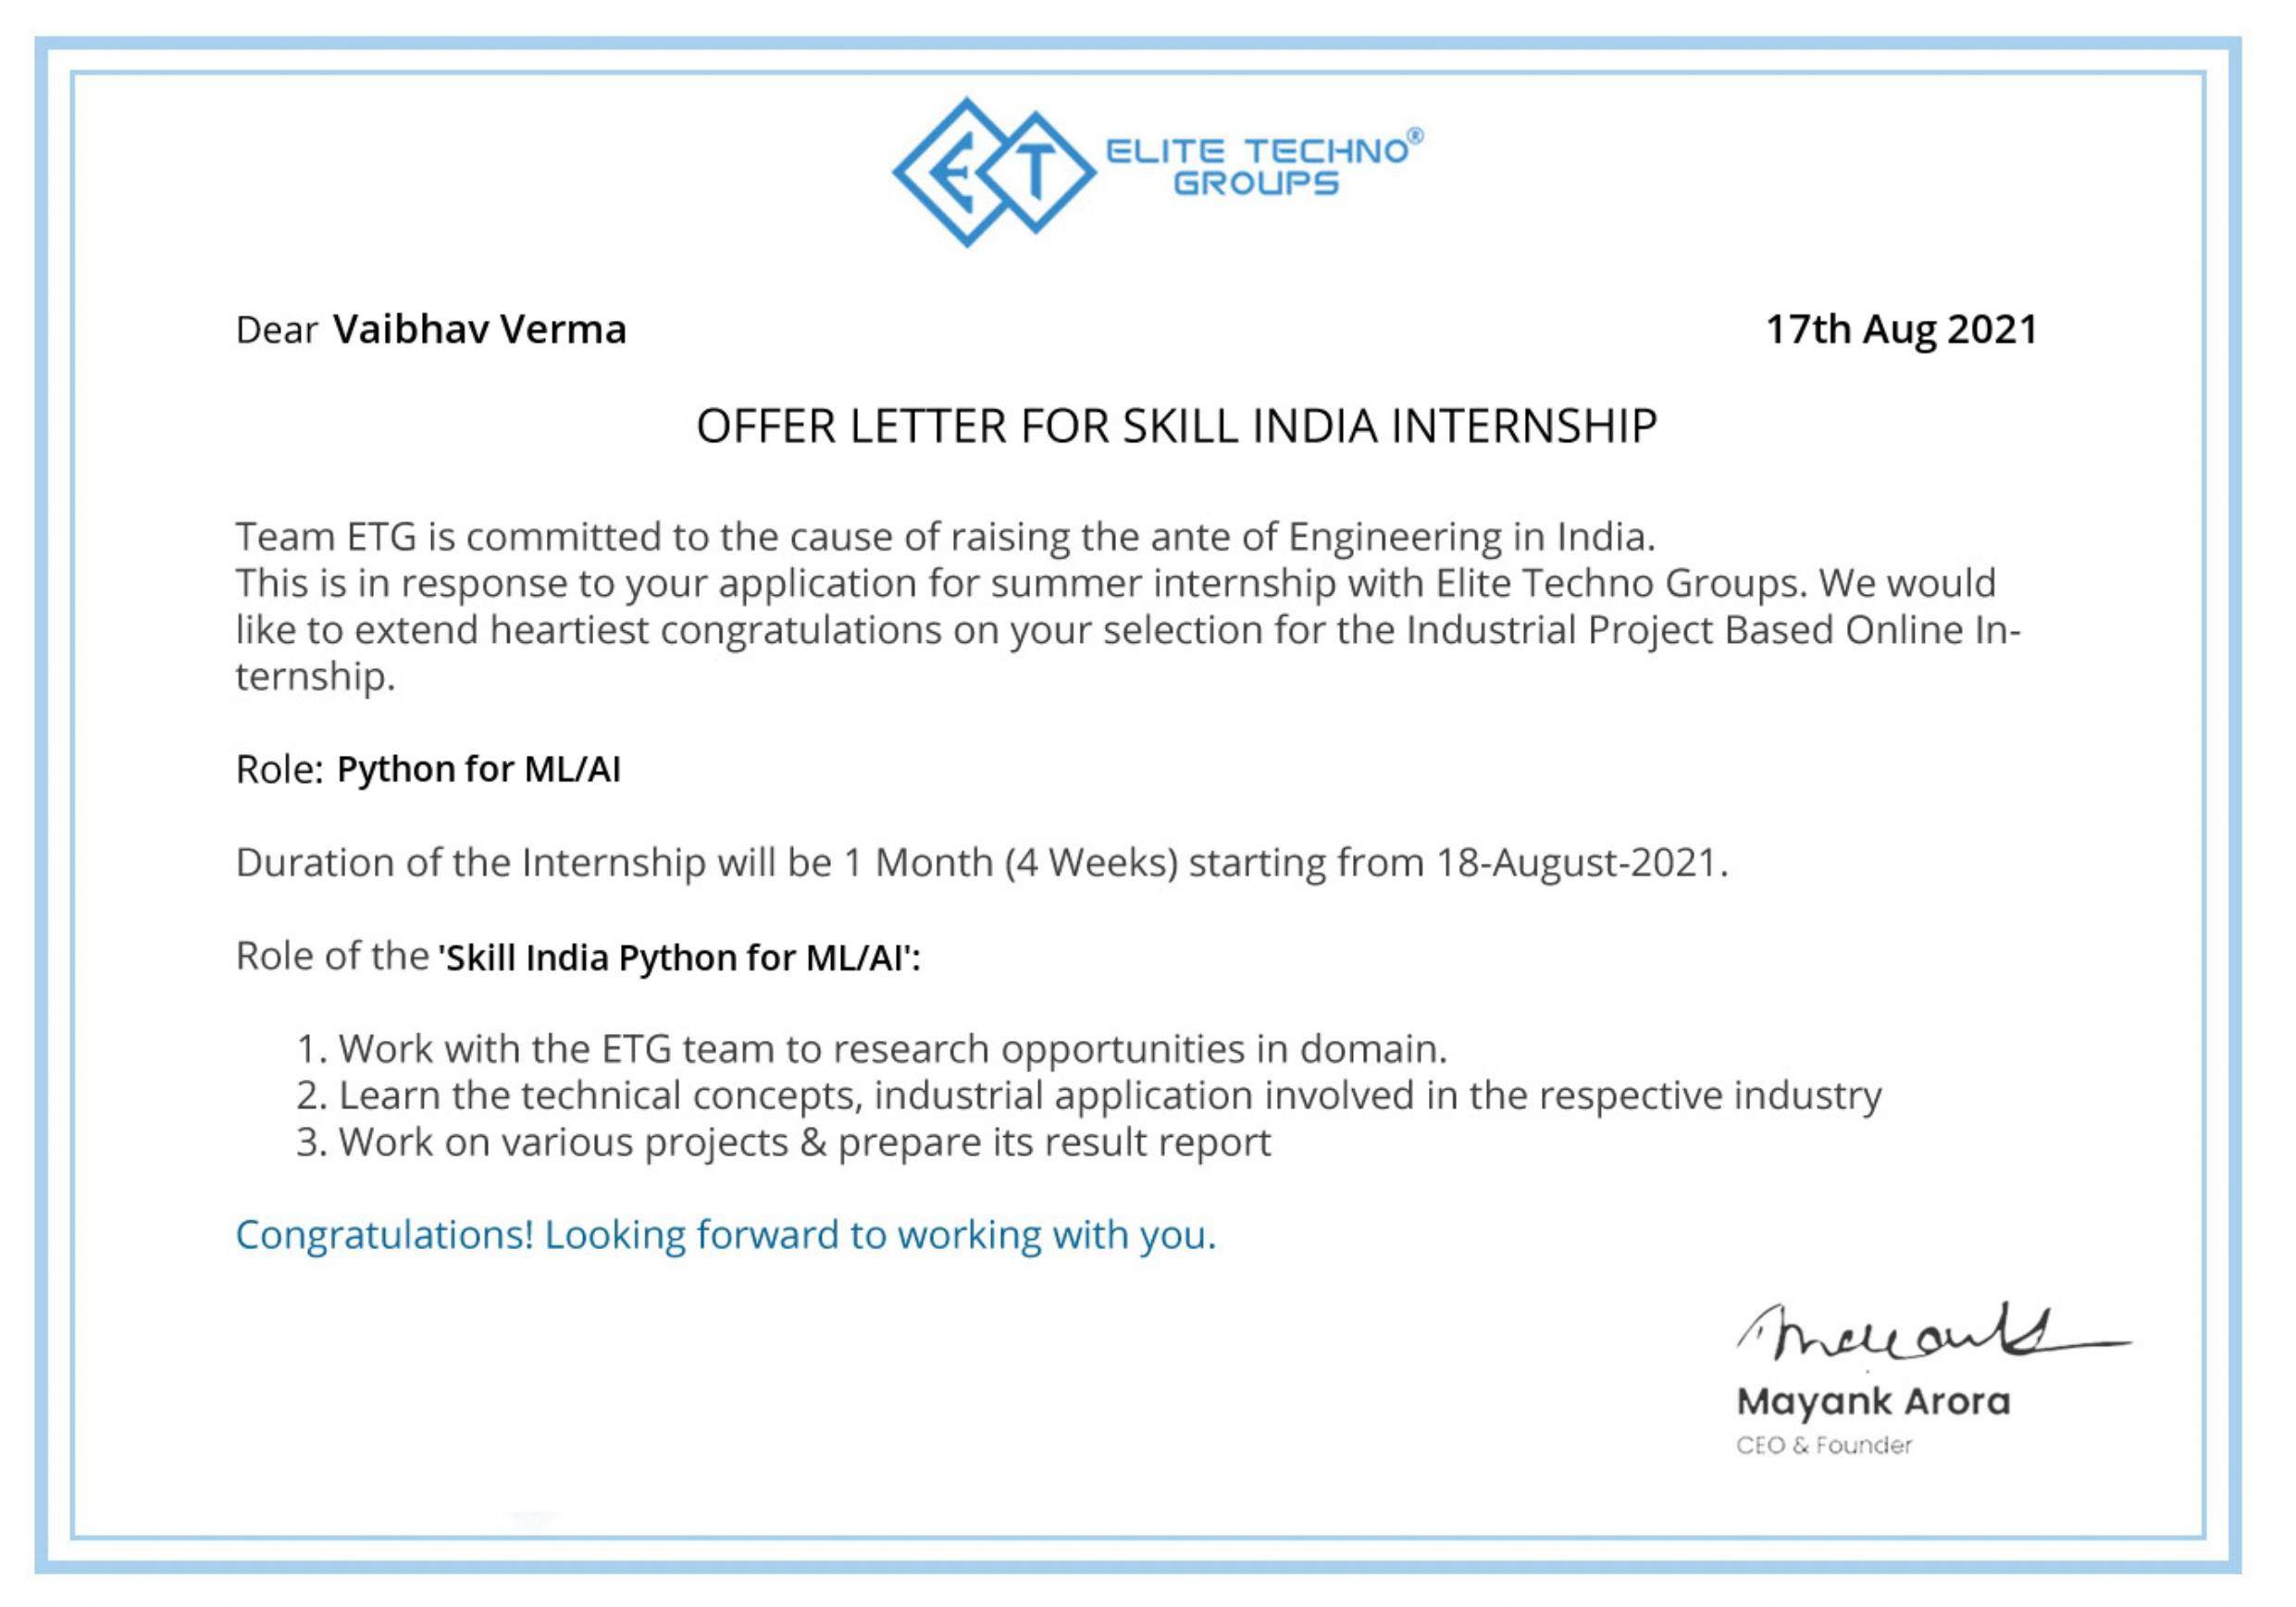 ET ELITE TECHNO®
GROUPS
Dear Vaibhav Verma 17th Aug 2021
OFFER LETTER FOR SKILL INDIA INTERNSHIP
Team ETG is committed to the cause of raising the ante of Engineering in India.
This is in response to your application for summer internship with Elite Techno Groups. We would
like to extend heartiest congratulations on your selection for the Industrial Project Based Online In-
ternship.
Role: Python for ML/AI
Duration of the Internship will be 1 Month (4 Weeks) starting from 18-August-2021.
Role of the 'Skill India Python for ML/AI':
1. Work with the ETG team to research opportunities in domain.
2. Learn the technical concepts, industrial application involved in the respective industry
3. Work on various projects & prepare its result report
Congratulations! Looking forward to working with you.
Mayank Arora
CEO & Founder